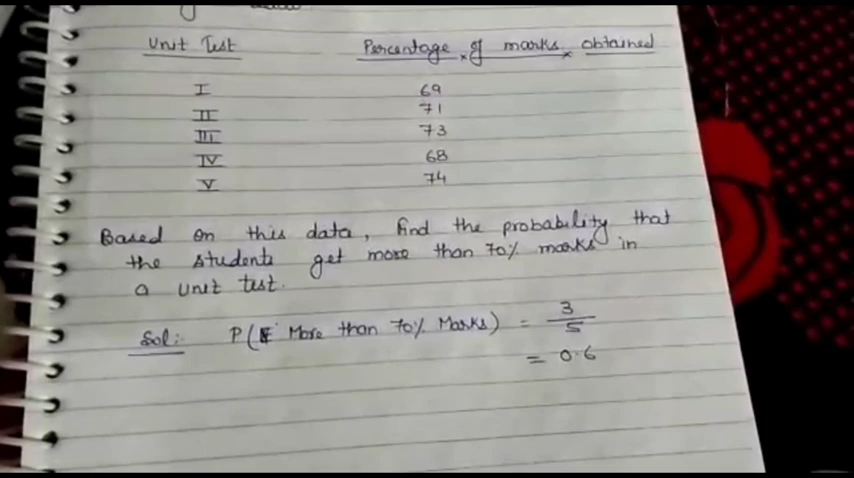 Unit Test Percentage of marks obtained
I 69
II 71
III 73
IV 68
V 74
Based on this data, find the probability that
the students get more than 70% marks in
a unit test.
Sol: P( More than 70% Marks) = 3/5
= 0.6